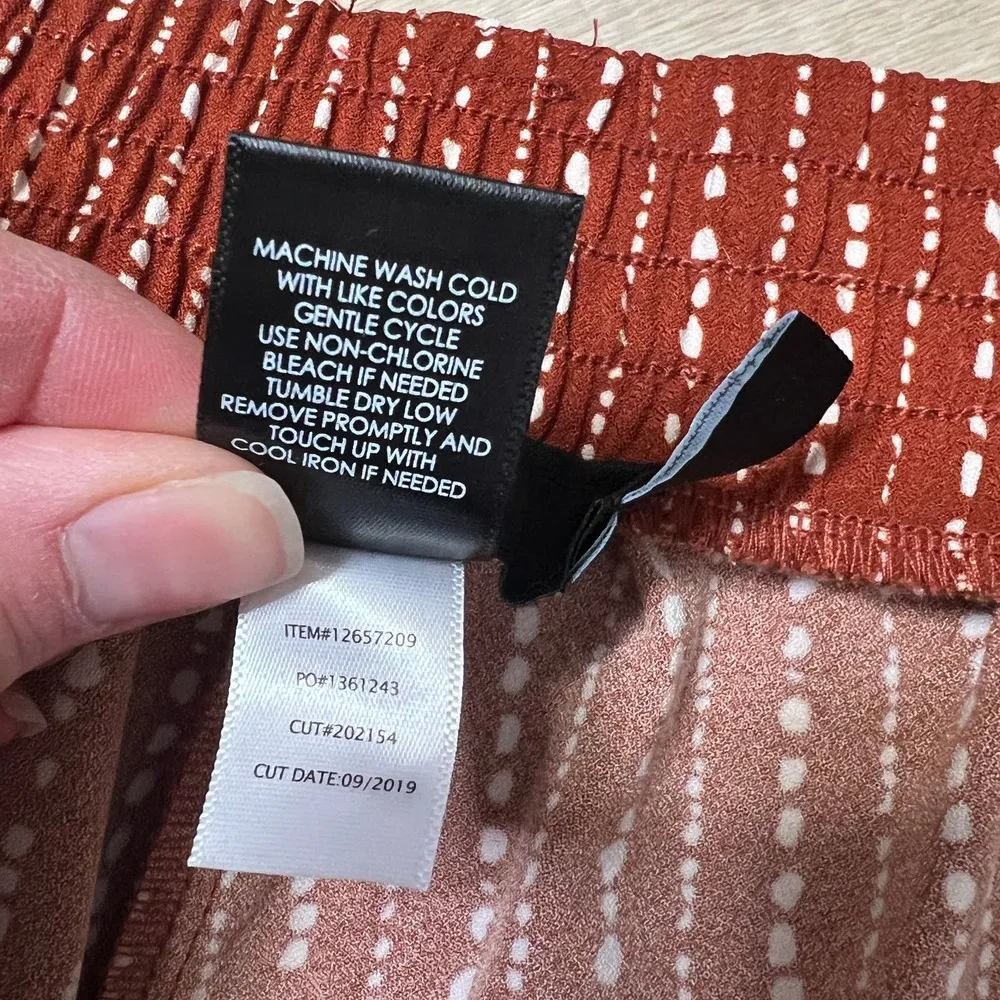 MACHINE WASH COLD
WITH LIKE COLORS
GENTLE CYCLE
USE NON-CHLORINE
BLEACH IF NEEDED
TUMBLE DRY LOW
REMOVE PROMPTLY AND
TOUCH UP WITH
COOL IRON IF NEEDED
ITEM#12657209
PO#1361243
CUT#202154
CUT DATE:09/2019